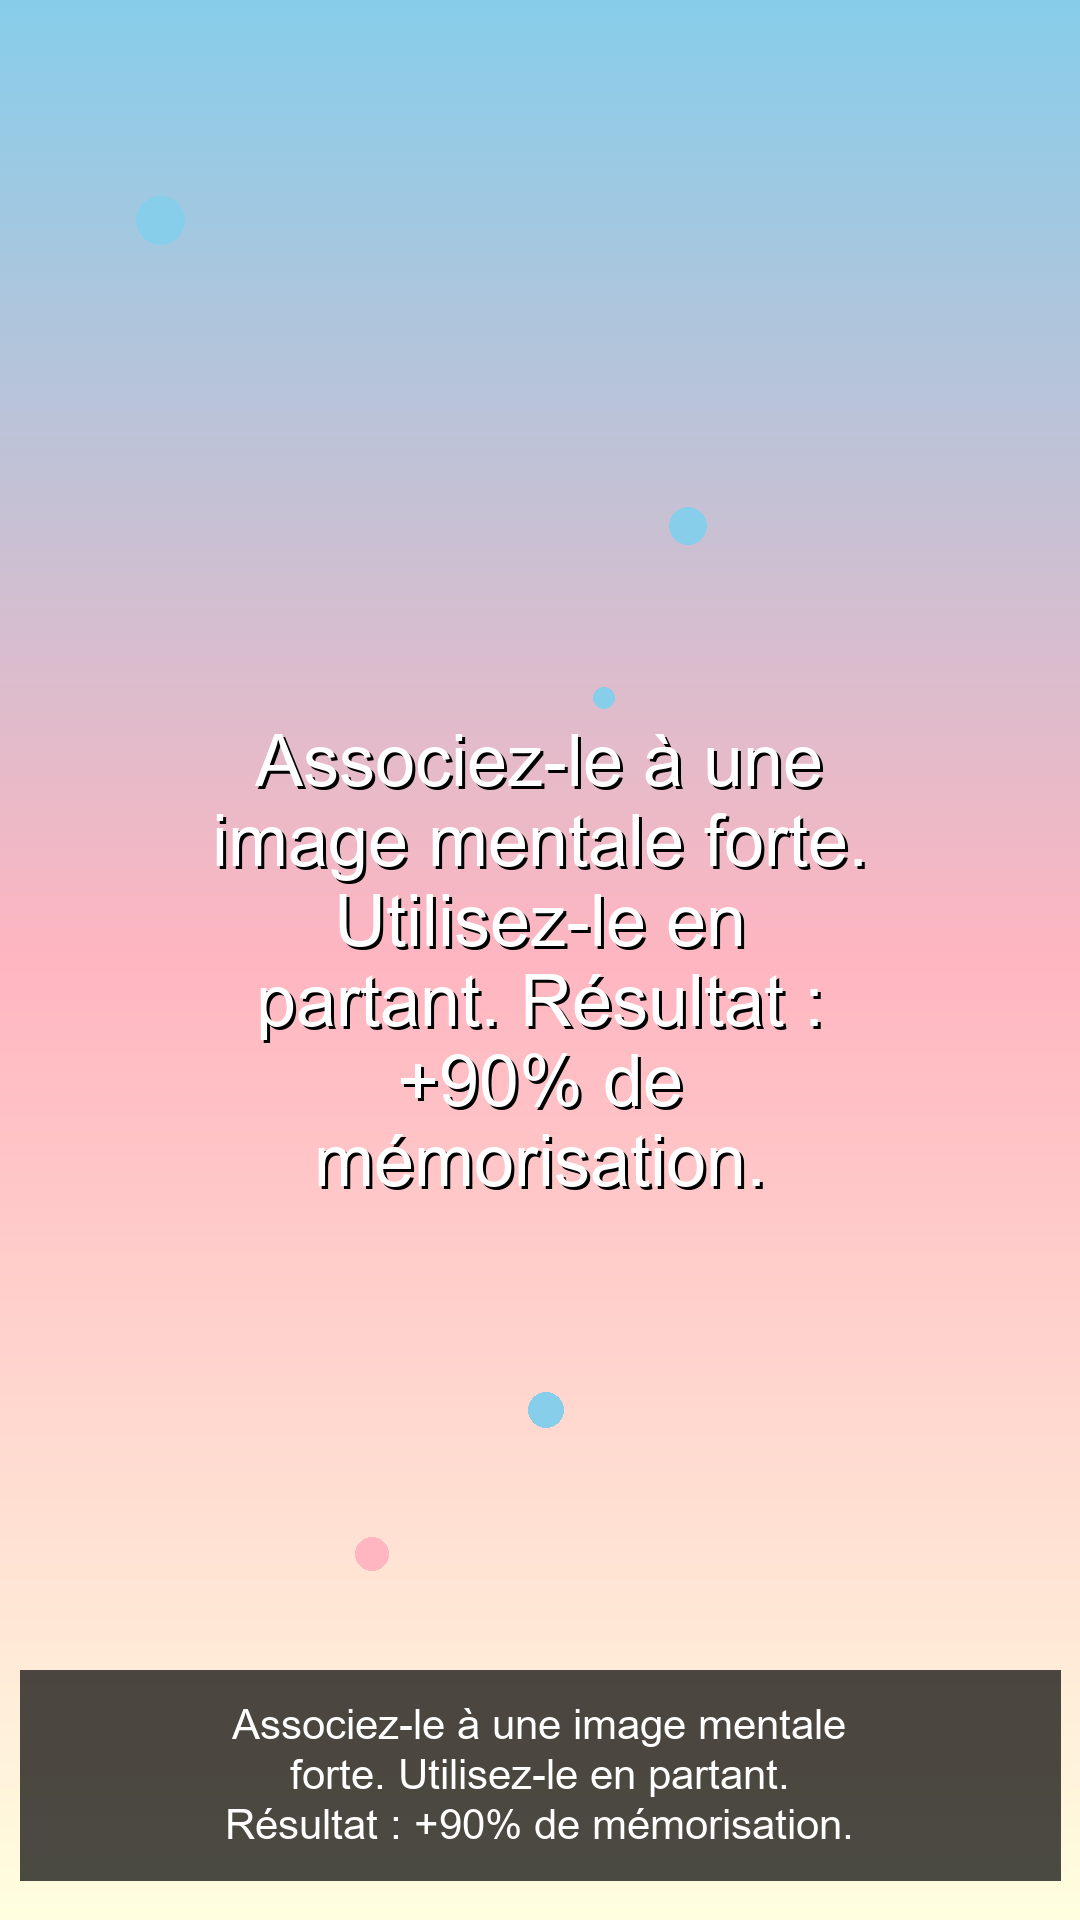 Associez-le à une
image mentale forte.
Utilisez-le en
partant. Résultat :
+90% de
mémorisation.
Associez-le à une image mentale
forte. Utilisez-le en partant.
Résultat : +90% de mémorisation.